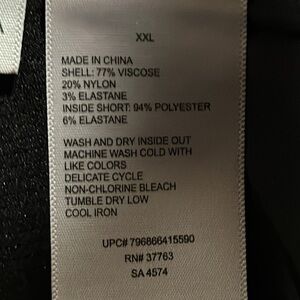 XXL
MADE IN CHINA
SHELL: 77% VISCOSE
20% NYLON
3% ELASTANE
INSIDE SHORT: 94% POLYESTER
6% ELASTANE
WASH AND DRY INSIDE OUT
MACHINE WASH COLD WITH
LIKE COLORS
DELICATE CYCLE
NON-CHLORINE BLEACH
TUMBLE DRY LOW
COOL IRON
UPC# 796866415590
RN# 37763
SA 4574